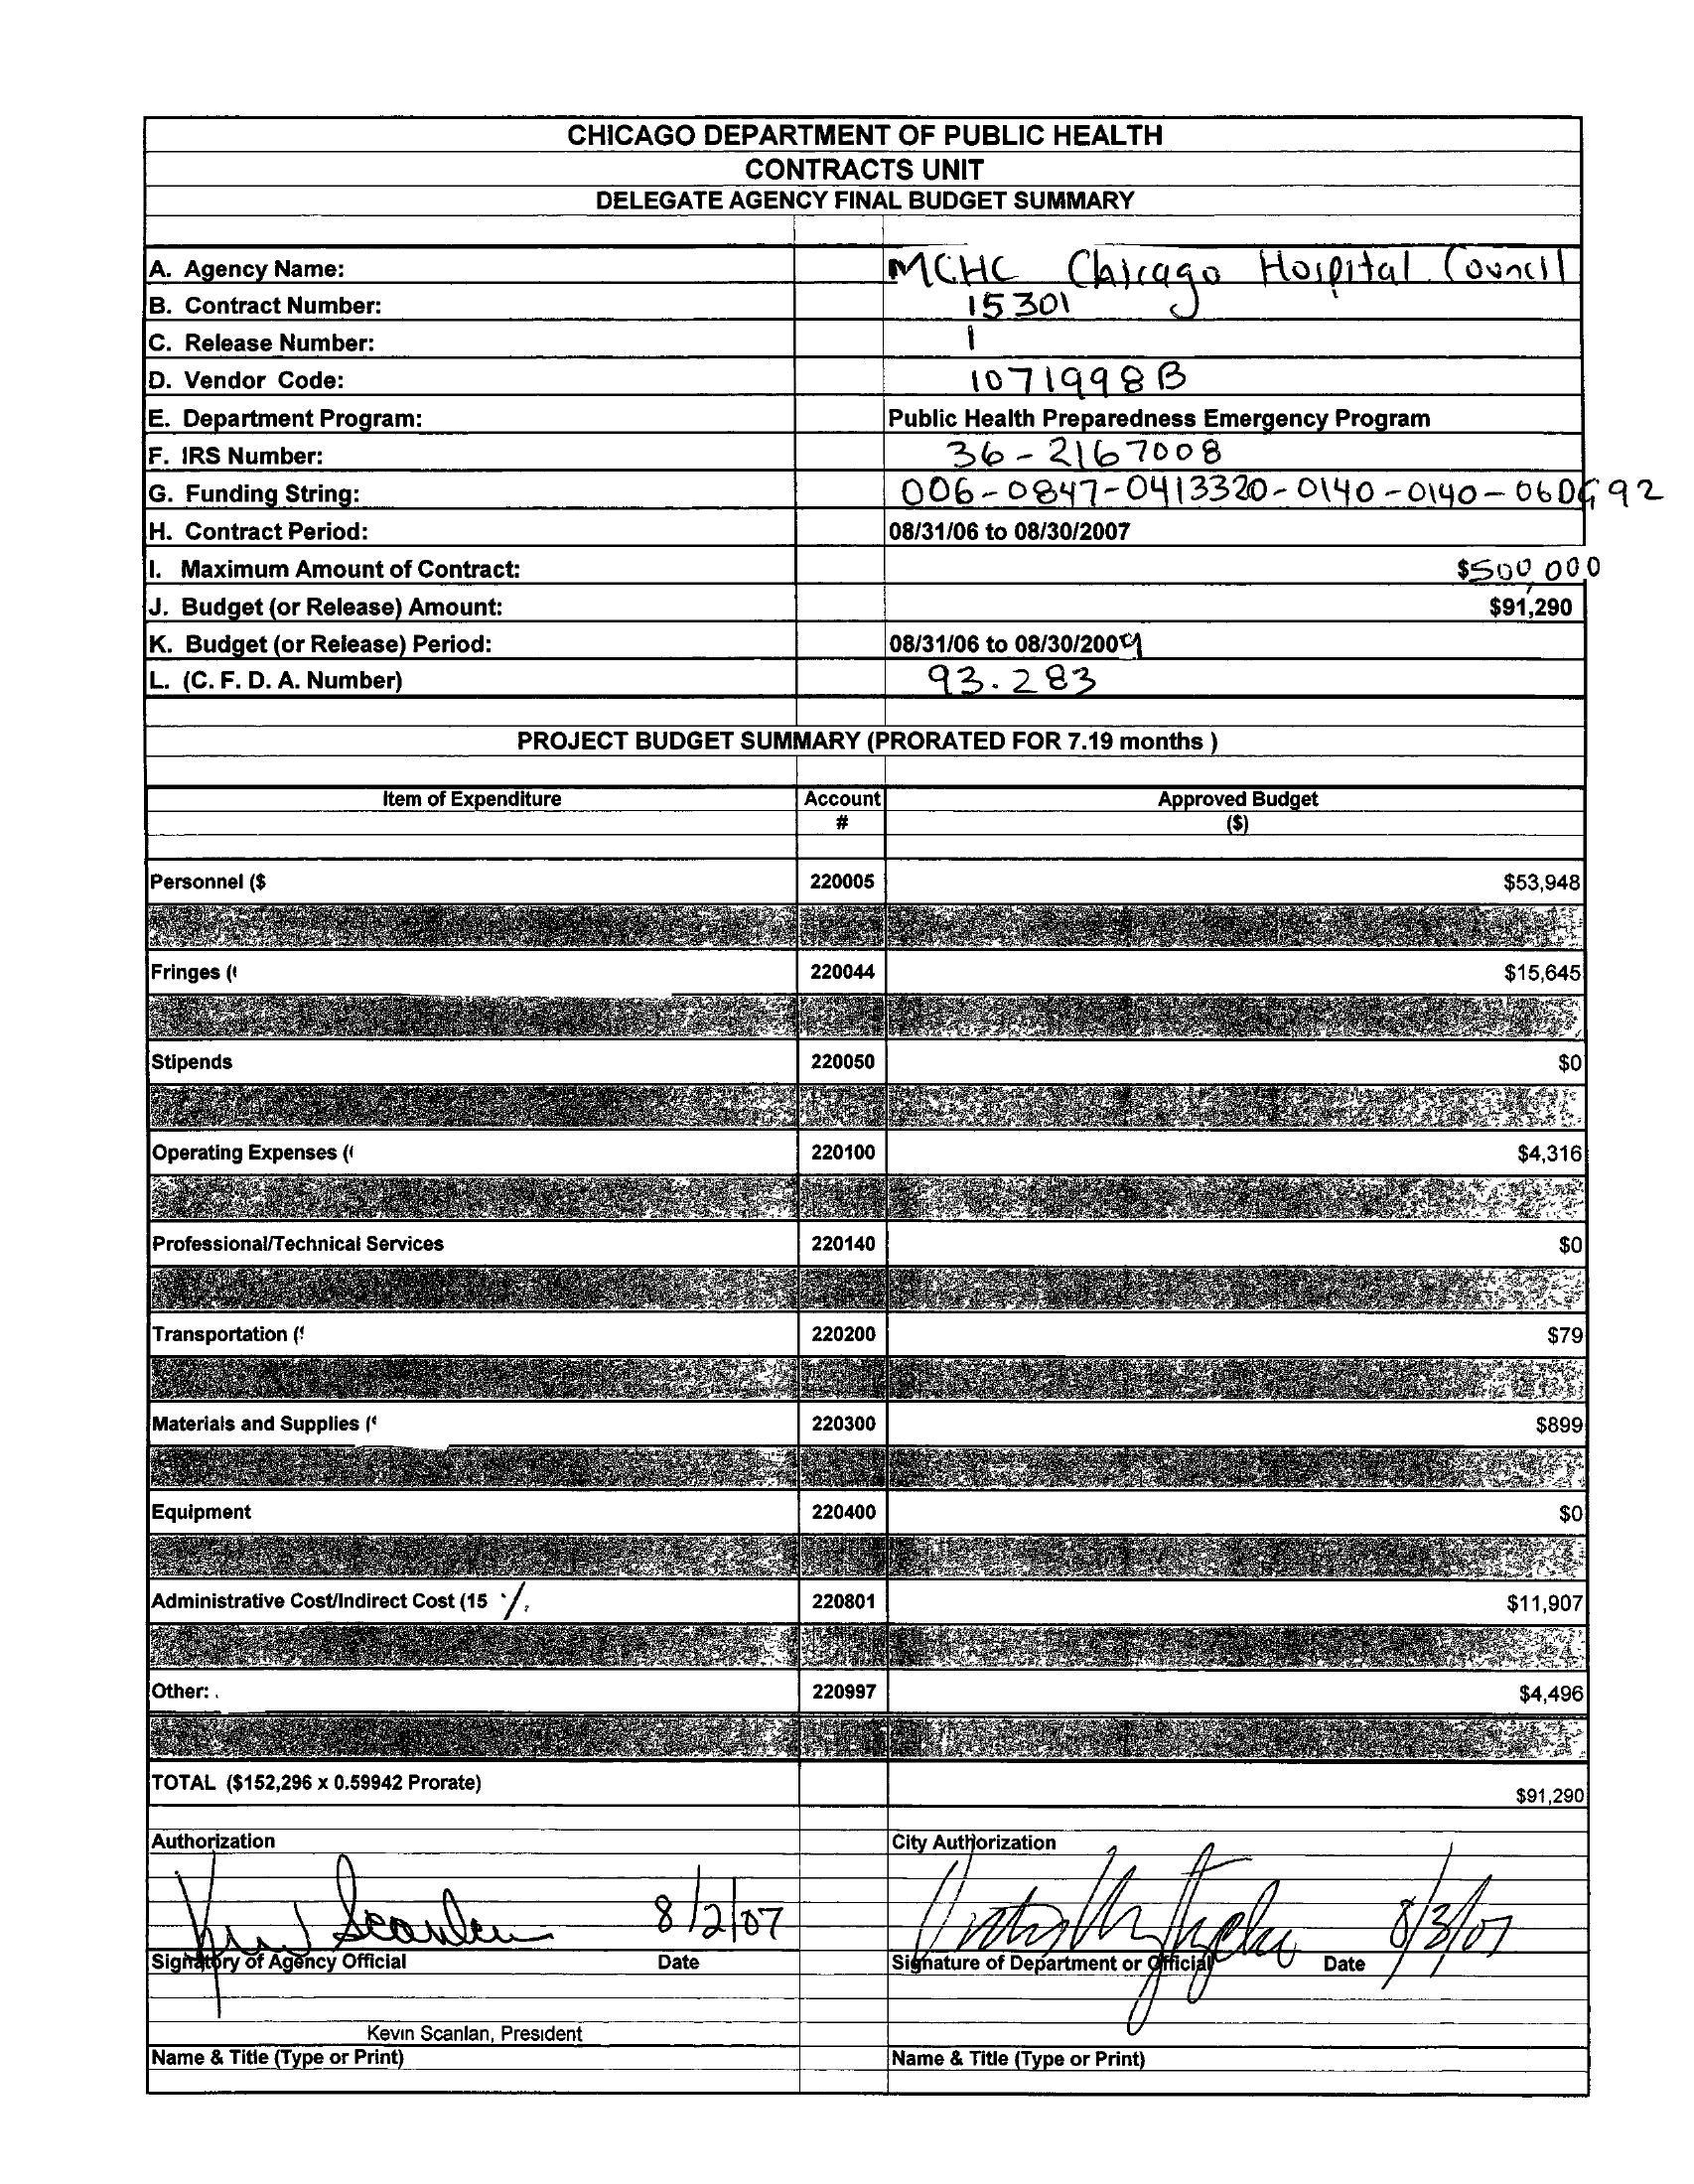 CHICAGO DEPARTMENT OF PUBLIC HEALTH
CONTRACTS UNIT
DELEGATE AGENCY FINAL BUDGET SUMMARY
A. Agency Name: MCHC Chicago Hospital Council
B. Contract Number: 15301
C. Release Number: 1
D. Vendor Code: 1071998B
E. Department Program: Public Health Preparedness Emergency Program
F. IRS Number: 36-2167008
G. Funding String: 006-0847-0413320-0140-0140-060G92
H. Contract Period: 08/31/06 to 08/30/2007
I. Maximum Amount of Contract: $500,000
J. Budget (or Release) Amount: $91,290
K. Budget (or Release) Period: 08/31/06 to 08/30/2009
L. (C. F. D. A. Number) 93.283
PROJECT BUDGET SUMMARY (PRORATED FOR 7.19 months )
Item of Expenditure Account Approved Budget
# ($)
Personnel ($ 220005 $53,948
Fringes ( 220044 $15,645
Stipends 220050 $0
Operating Expenses ( 220100 $4,316
Professional/Technical Services 220140 $0
Transportation ( 220200 $79
Materials and Supplies ( 220300 $899
Equipment 220400 $0
Administrative Cost/Indirect Cost (15 % 220801 $11,907
Other: 220997 $4,496
TOTAL ($152,296 x 0.59942 Prorate) $91,290
Authorization City Authorization
Kevin Scanlan 8/2/07 8/3/07
Signatory of Agency Official Date Signature of Department or Official Date
Kevin Scanlan, President
Name & Title (Type or Print) Name & Title (Type or Print)